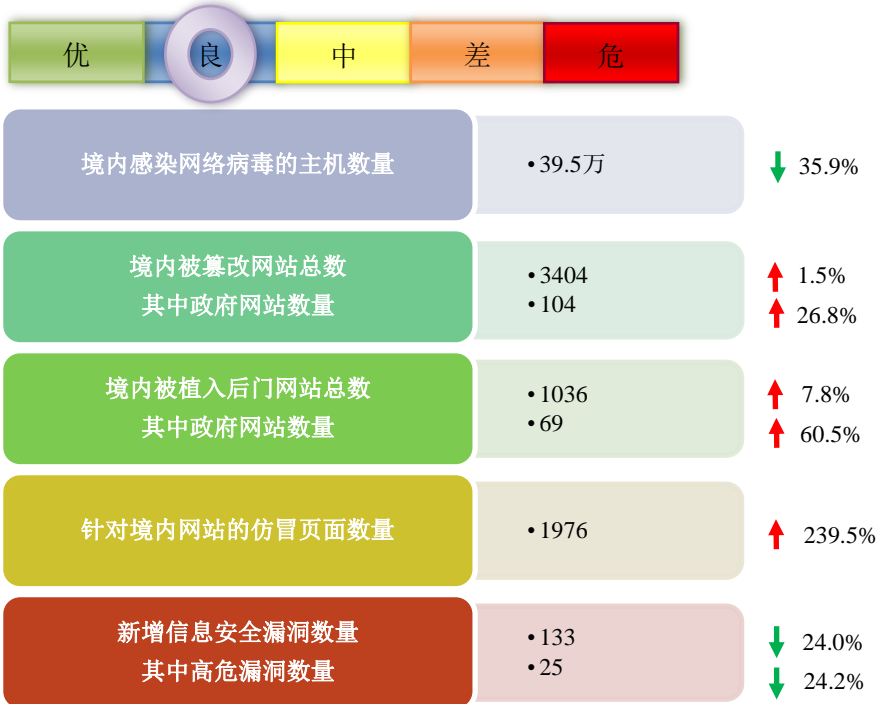 优 良 中 差 危
境内感染网络病毒的主机数量 •39.5万 35.9%
境内被篡改网站总数 •3404 1.5%
其中政府网站数量 •104 26.8%
境内被植入后门网站总数 •1036 7.8%
其中政府网站数量 •69 60.5%
针对境内网站的仿冒页面数量 •1976 239.5%
新增信息安全漏洞数量 •133 24.0%
其中高危漏洞数量 •25 24.2%